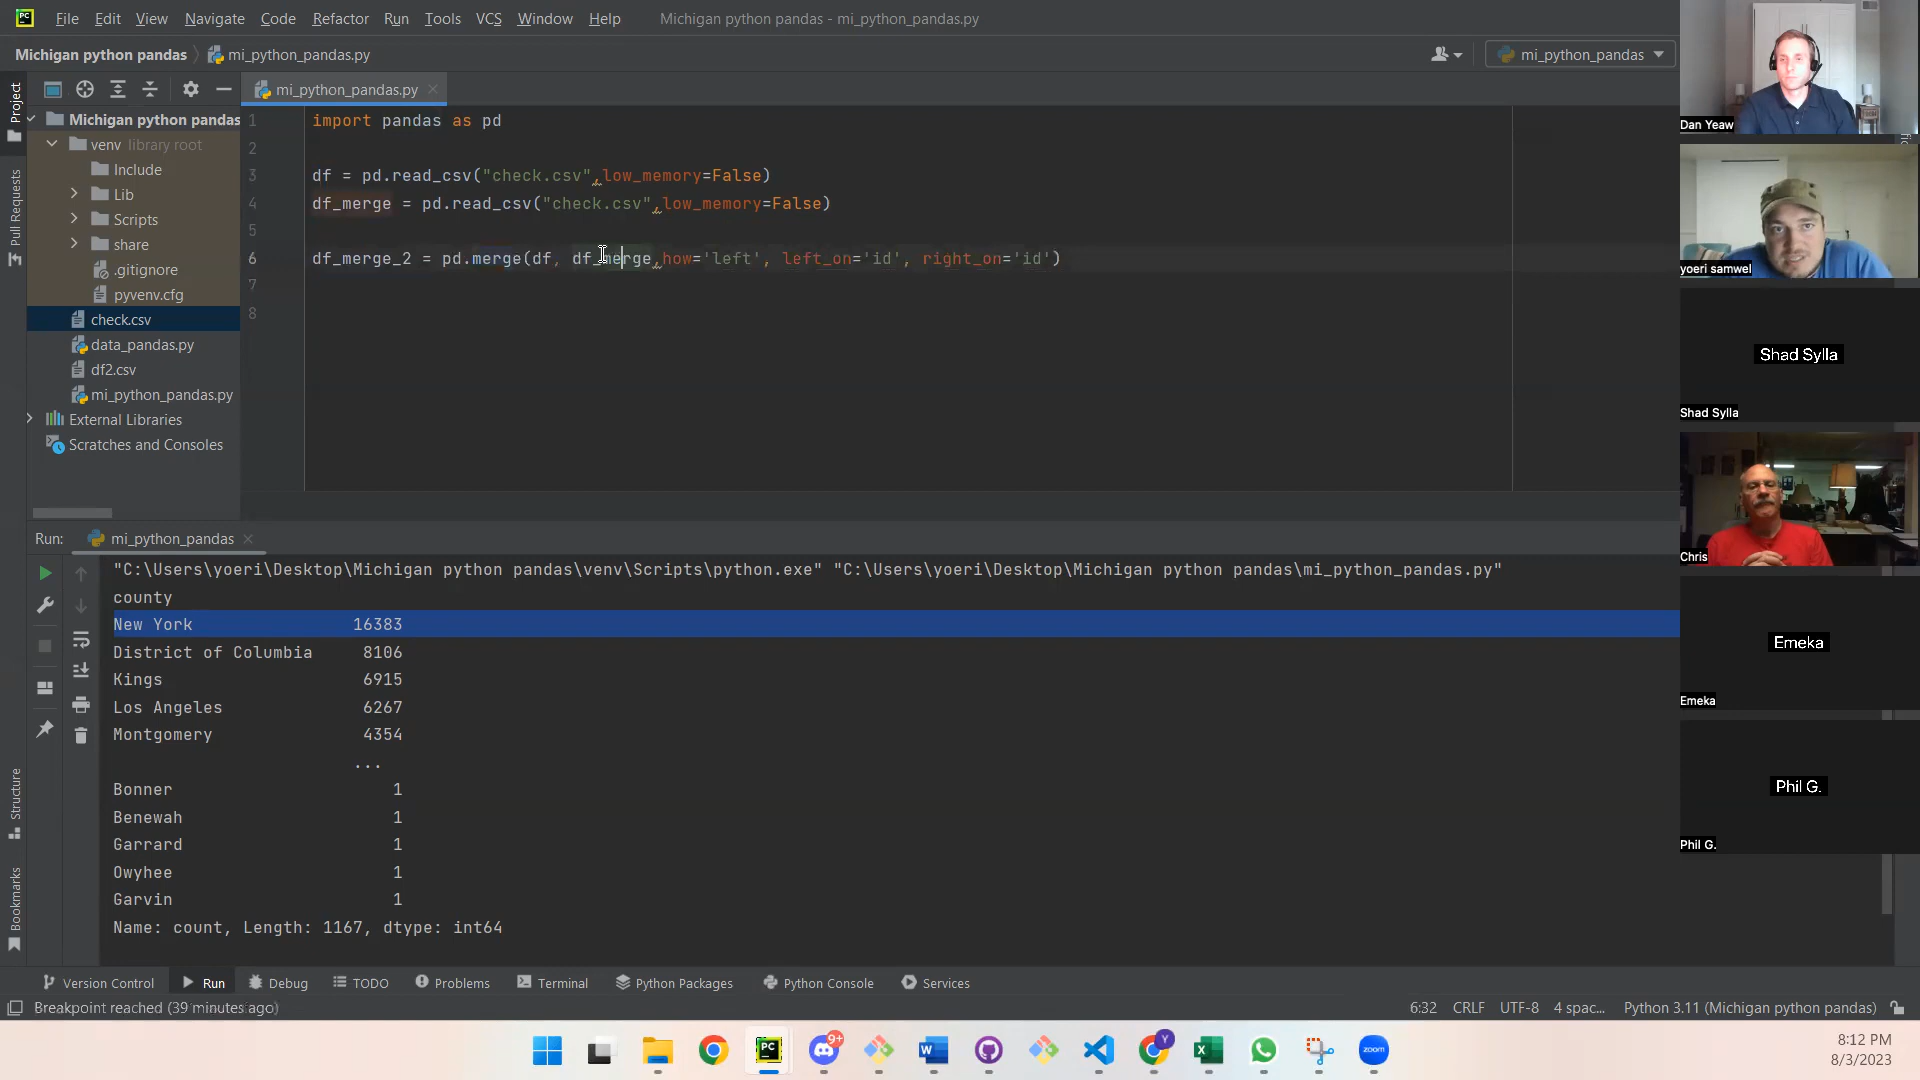 File Edit View Navigate Code Refactor Run Tools VCS Window Help Michigan python pandas - mi_python_pandas.py
Michigan python pandas mi_python_pandas.py mi_python_pandas
mi_python_pandas.py
Project
Pull Requests
Structure
Bookmarks
Michigan python pandas
venv library root
Include
Lib
Scripts
share
.gitignore
pyvenv.cfg
check.csv
data_pandas.py
df2.csv
mi_python_pandas.py
External Libraries
Scratches and Consoles
1 import pandas as pd
2
3 df = pd.read_csv("check.csv",low_memory=False)
4 df_merge = pd.read_csv("check.csv",low_memory=False)
5
6 df_merge_2 = pd.merge(df, df_merge,how='left', left_on='id', right_on='id')
7
8
Run: mi_python_pandas
"C:\Users\yoeri\Desktop\Michigan python pandas\venv\Scripts\python.exe" "C:\Users\yoeri\Desktop\Michigan python pandas\mi_python_pandas.py"
county
New York 16383
District of Columbia 8106
Kings 6915
Los Angeles 6267
Montgomery 4354
...
Bonner 1
Benewah 1
Garrard 1
Owyhee 1
Garvin 1
Name: count, Length: 1167, dtype: int64
Version Control Run Debug TODO Problems Terminal Python Packages Python Console Services
Breakpoint reached (39 minutes ago) 6:32 CRLF UTF-8 4 spac... Python 3.11 (Michigan python pandas)
PC 9+ W Y X zoom
8:12 PM
8/3/2023
Dan Yeaw
yoeri samwel
Shad Sylla
Shad Sylla
Chris
Emeka
Emeka
Phil G.
Phil G.